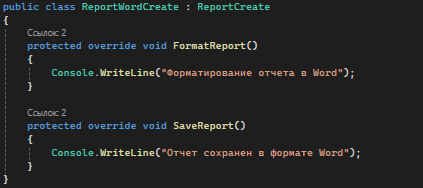 public class ReportWordCreate : ReportCreate
{
Ссылок: 2
protected override void FormatReport()
{
Console.WriteLine("Форматирование отчета в Word");
}
Ссылок: 2
protected override void SaveReport()
{
Console.WriteLine("Отчет сохранен в формате Word");
}
}